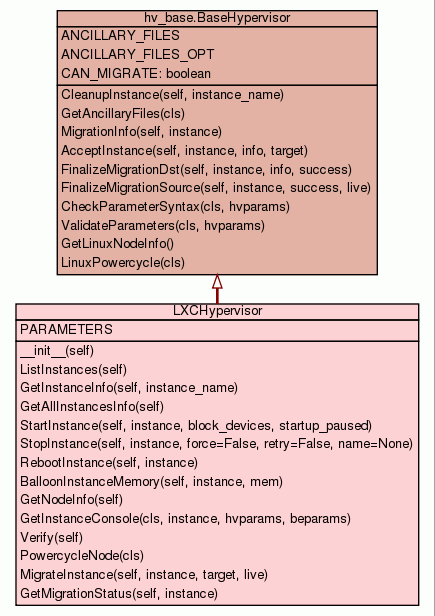 hv_base.BaseHypervisor
ANCILLARY_FILES
ANCILLARY_FILES_OPT
CAN_MIGRATE: boolean
CleanupInstance(self, instance_name)
GetAncillaryFiles(cls)
MigrationInfo(self, instance)
AcceptInstance(self, instance, info, target)
FinalizeMigrationDst(self, instance, info, success)
FinalizeMigrationSource(self, instance, success, live)
CheckParameterSyntax(cls, hvparams)
ValidateParameters(cls, hvparams)
GetLinuxNodeInfo()
LinuxPowercycle(cls)
LXCHypervisor
PARAMETERS
__init__(self)
ListInstances(self)
GetInstanceInfo(self, instance_name)
GetAllInstancesInfo(self)
StartInstance(self, instance, block_devices, startup_paused)
StopInstance(self, instance, force=False, retry=False, name=None)
RebootInstance(self, instance)
BalloonInstanceMemory(self, instance, mem)
GetNodeInfo(self)
GetInstanceConsole(cls, instance, hvparams, beparams)
Verify(self)
PowercycleNode(cls)
MigrateInstance(self, instance, target, live)
GetMigrationStatus(self, instance)